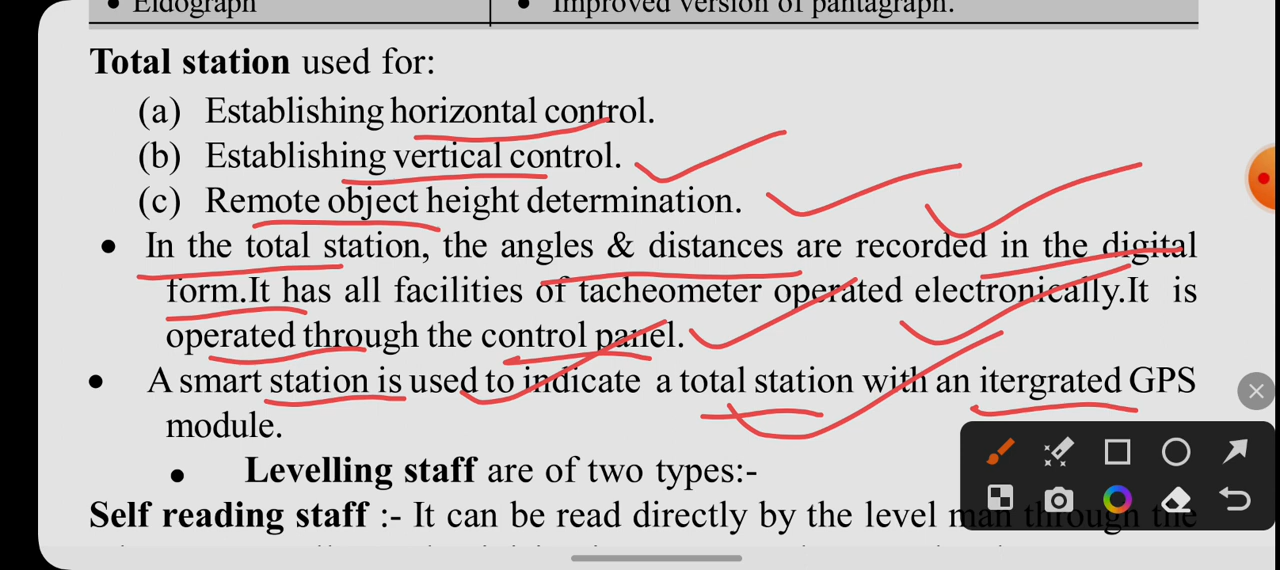 • Eidograph • Improved version of pantagraph.
Total station used for:
(a) Establishing horizontal control.
(b) Establishing vertical control.
(c) Remote object height determination.
• In the total station, the angles & distances are recorded in the digital
form.It has all facilities of tacheometer operated electronically.It is
operated through the control panel.
• A smart station is used to indicate a total station with an itergrated GPS
module.
• Levelling staff are of two types:-
Self reading staff :- It can be read directly by the level man through the